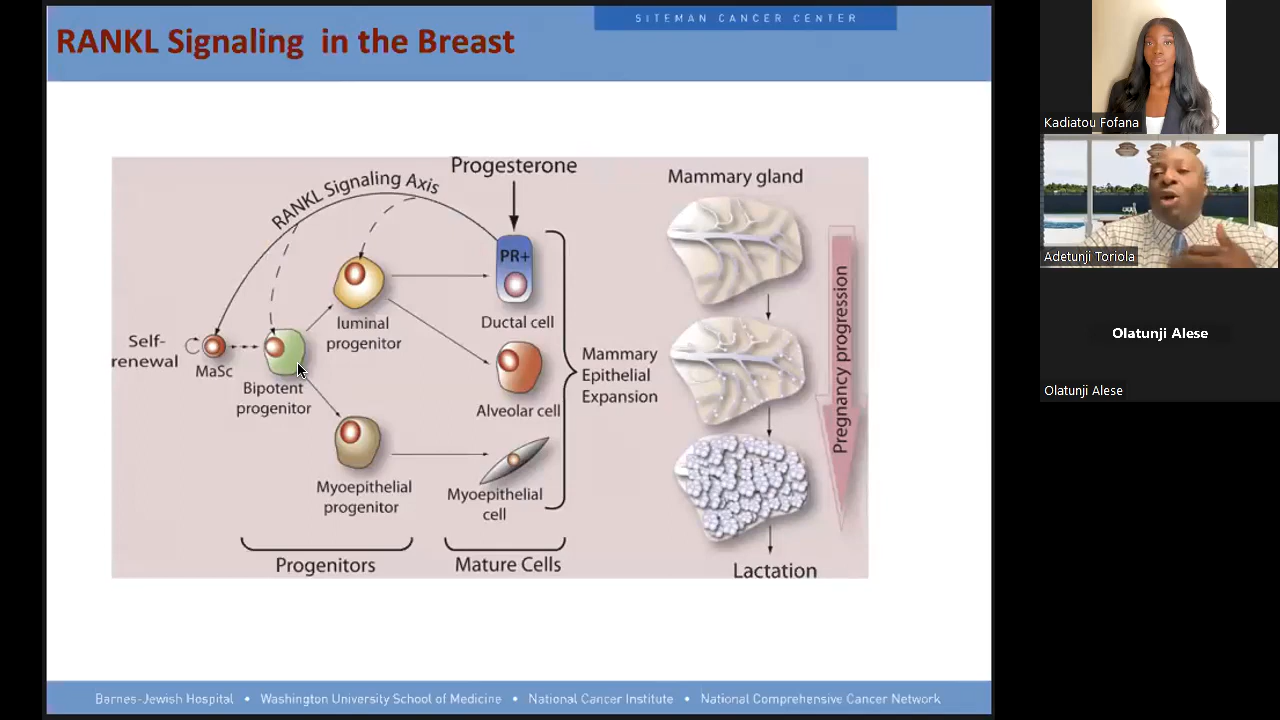 SITEMAN CANCER CENTER
RANKL Signaling in the Breast
Progesterone
RANKL Signaling Axis
PR+
Ductal cell
luminal
progenitor
Self-
renewal
MaSc
Bipotent
progenitor
Alveolar cell
Mammary
Epithelial
Expansion
Myoepithelial
progenitor
Myoepithelial
cell
Progenitors
Mature Cells
Mammary gland
Pregnancy progression
Lactation
Barnes-Jewish Hospital • Washington University School of Medicine • National Cancer Institute • National Comprehensive Cancer Network
Kadiatou Fofana
Adetunji Toriola
Olatunji Alese
Olatunji Alese